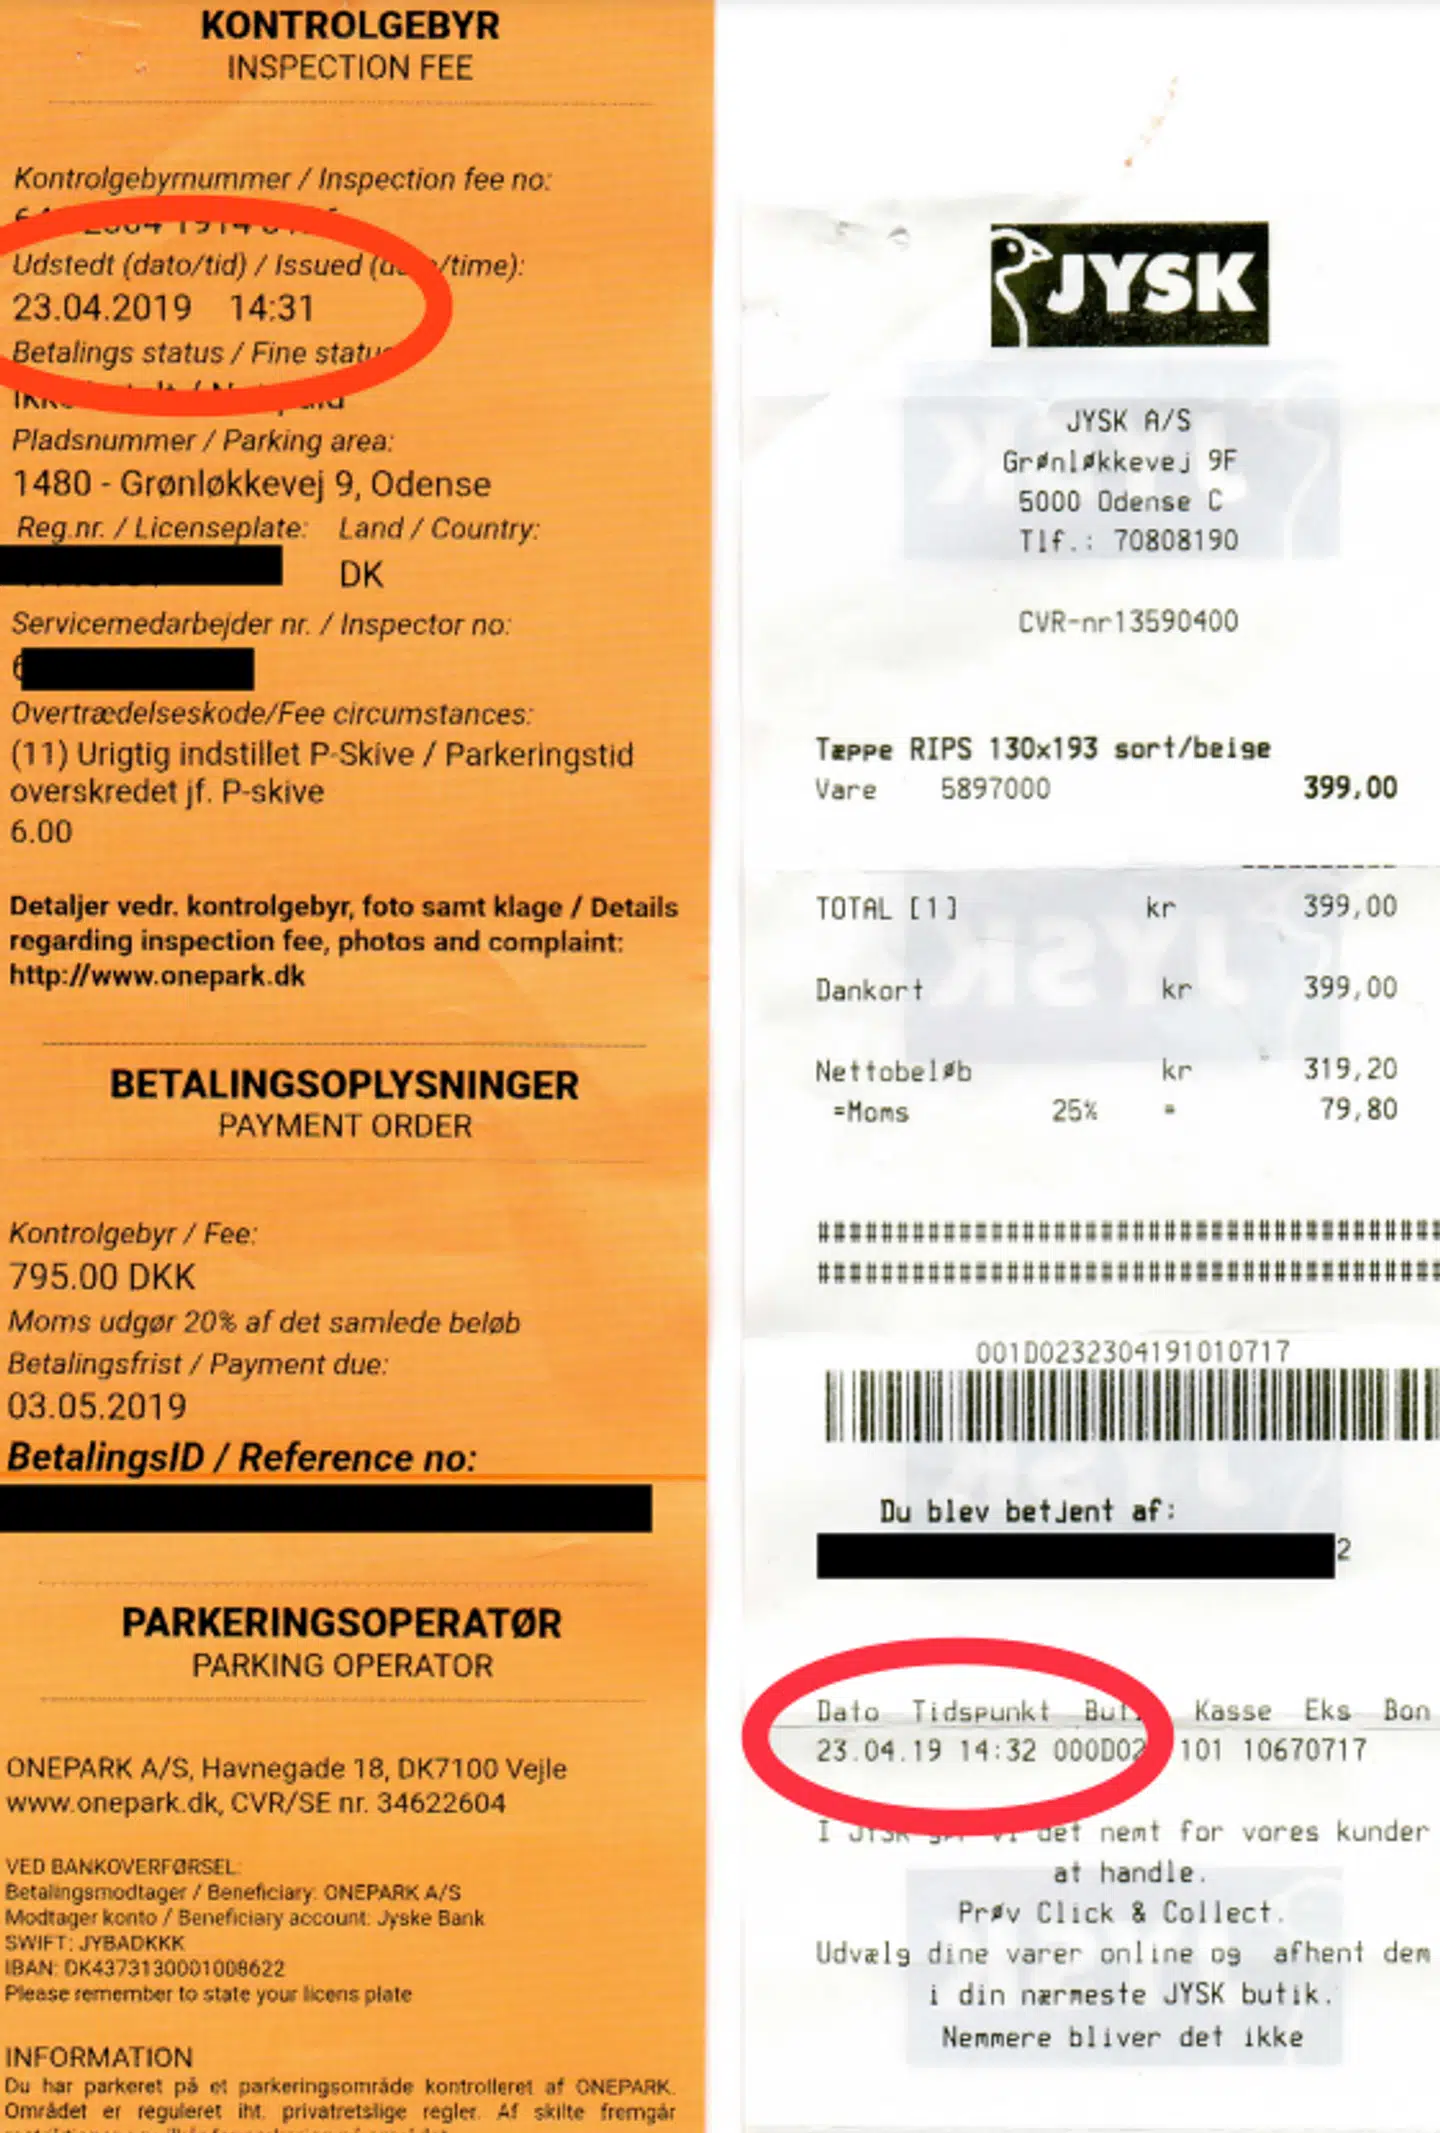 KONTROLGEBYR
INSPECTION FEE
Kontrolgebyrnummer / Inspection fee no:
Udstedt (dato/tid) / Issued (date/time):
23.04.2019 14:31
Betalings status / Fine status
Pladsnummer / Parking area:
1480 - Grønløkkevej 9, Odense
Reg.nr. / Licenseplate: Land / Country:
DK
Servicemedarbejder nr. / Inspector no:
6
Overtrædelseskode/Fee circumstances:
(11) Urigtig indstillet P-Skive / Parkeringstid
overskredet jf. P-skive
6.00
Detaljer vedr. kontrolgebyr, foto samt klage / Details
regarding inspection fee, photos and complaint:
http://www.onepark.dk
BETALINGSOPLYSNINGER
PAYMENT ORDER
Kontrolgebyr / Fee:
795.00 DKK
Moms udgør 20% af det samlede beløb
Betalingsfrist / Payment due:
03.05.2019
BetalingsID / Reference no:
PARKERINGSOPERATØR
PARKING OPERATOR
ONEPARK A/S, Havnegade 18, DK7100 Vejle
www.onepark.dk, CVR/SE nr. 34622604
VED BANKOVERFØRSEL:
Betalingsmodtager / Beneficiary: ONEPARK A/S
Modtager konto / Beneficiary account: Jyske Bank
SWIFT: JYBADKKK
IBAN: DK4373130001008622
Please remember to state your licens plate
INFORMATION
Du har parkeret på et parkeringsområde kontrolleret af ONEPARK.
Området er reguleret iht. privatretslige regler. Af skilte fremgår
JYSK
JYSK A/S
Grønløkkevej 9F
5000 Odense C
Tlf.: 70808190
CVR-nr13590400
Tæppe RIPS 130x193 sort/beige
Vare 5897000 399,00
TOTAL [1] kr 399,00
Dankort kr 399,00
Nettobeløb kr 319,20
=Moms 25% = 79,80
########################################
########################################
001D0232304191010717
Du blev betjent af:
2
Dato Tidspunkt But Kasse Eks Bon
23.04.19 14:32 000D02 101 10670717
I JYSK gør vi det nemt for vores kunder
at handle.
Prøv Click & Collect.
Udvælg dine varer online og afhent dem
i din nærmeste JYSK butik.
Nemmere bliver det ikke